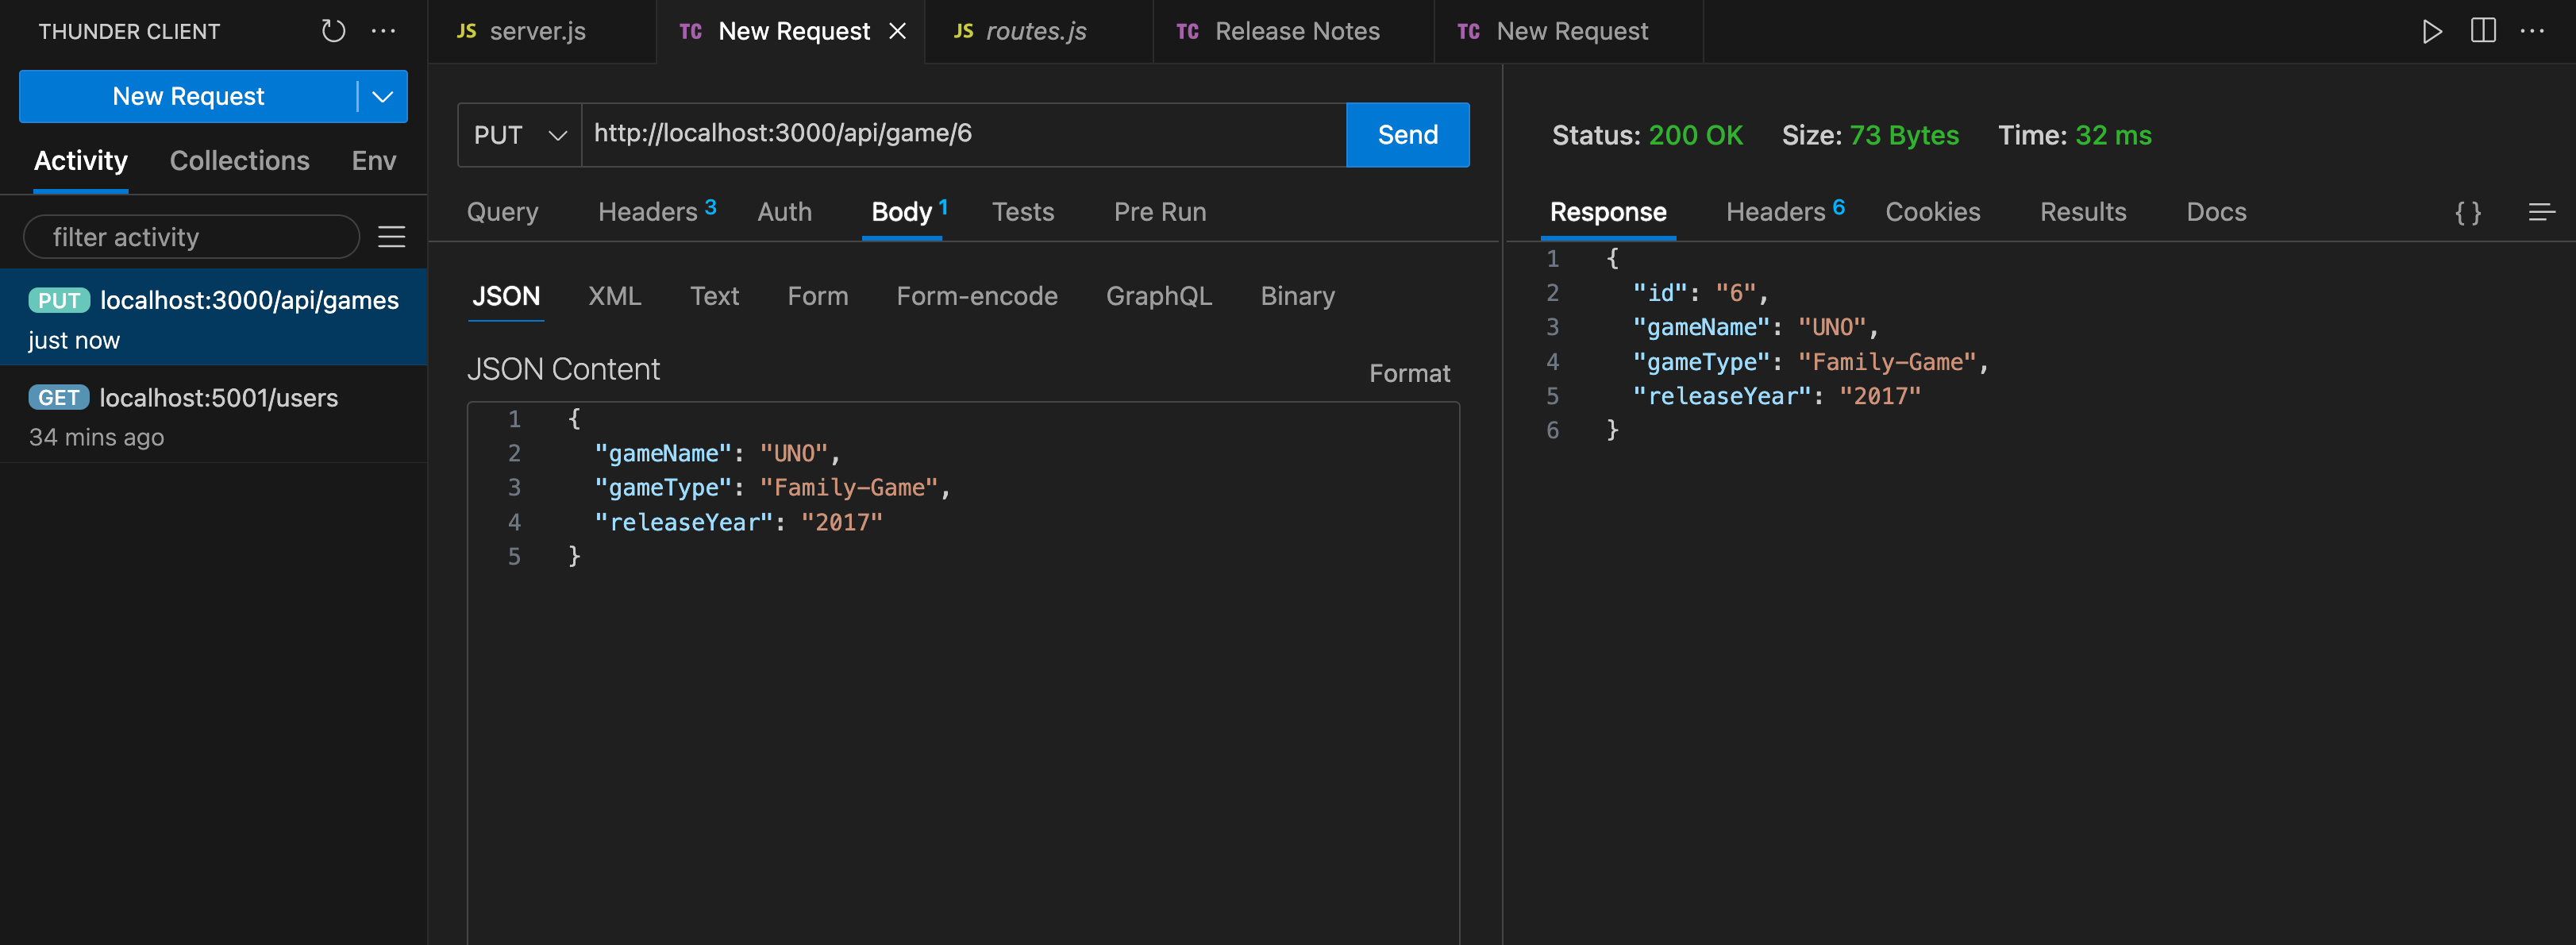 THUNDER CLIENT
New Request
Activity Collections Env
filter activity
PUT localhost:3000/api/games
just now
GET localhost:5001/users
34 mins ago
JS server.js TC New Request JS routes.js TC Release Notes TC New Request
PUT http://localhost:3000/api/game/6 Send
Query Headers 3 Auth Body 1 Tests Pre Run
JSON XML Text Form Form-encode GraphQL Binary
JSON Content Format
1 {
2 "gameName": "UNO",
3 "gameType": "Family-Game",
4 "releaseYear": "2017"
5 }
Status: 200 OK Size: 73 Bytes Time: 32 ms
Response Headers 6 Cookies Results Docs { }
1 {
2 "id": "6",
3 "gameName": "UNO",
4 "gameType": "Family-Game",
5 "releaseYear": "2017"
6 }